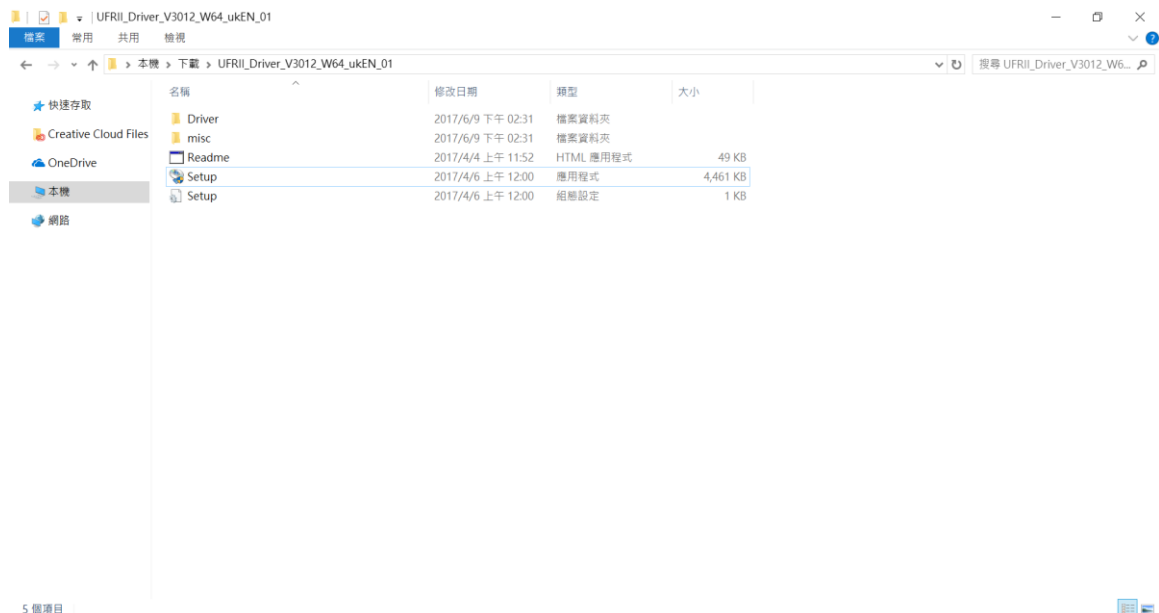 UFRII_Driver_V3012_W64_ukEN_01
檔案 常用 共用 檢視
本機 › 下載 › UFRII_Driver_V3012_W64_ukEN_01 搜尋 UFRII_Driver_V3012_W6...
名稱 修改日期 類型 大小
快速存取
Creative Cloud Files
OneDrive
本機
網路
Driver 2017/6/9 下午 02:31 檔案資料夾
misc 2017/6/9 下午 02:31 檔案資料夾
Readme 2017/4/4 上午 11:52 HTML 應用程式 49 KB
Setup 2017/4/6 上午 12:00 應用程式 4,461 KB
Setup 2017/4/6 上午 12:00 組態設定 1 KB
5 個項目